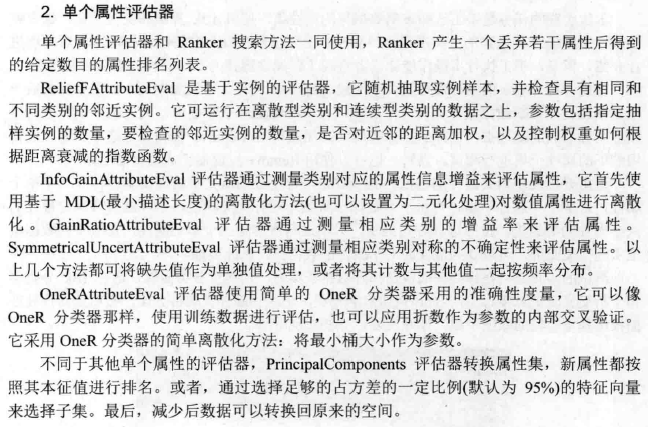 2. 单个属性评估器
单个属性评估器和 Ranker 搜索方法一同使用，Ranker 产生一个丢弃若干属性后得到
的给定数目的属性排名列表。
ReliefFAttributeEval 是基于实例的评估器，它随机抽取实例样本，并检查具有相同和
不同类别的邻近实例。它可运行在离散型类别和连续型类别的数据之上，参数包括指定抽
样实例的数量，要检查的邻近实例的数量，是否对近邻的距离加权，以及控制权重如何根
据距离衰减的指数函数。
InfoGainAttributeEval 评估器通过测量类别对应的属性信息增益来评估属性，它首先使
用基于 MDL(最小描述长度)的离散化方法(也可以设置为二元化处理)对数值属性进行离散
化。GainRatioAttributeEval 评估器通过测量相应类别的增益率来评估属性。
SymmetricalUncertAttributeEval 评估器通过测量相应类别对称的不确定性来评估属性。以
上几个方法都可将缺失值作为单独值处理，或者将其计数与其他值一起按频率分布。
OneRAttributeEval 评估器使用简单的 OneR 分类器采用的准确性度量，它可以像
OneR 分类器那样，使用训练数据进行评估，也可以应用折数作为参数的内部交叉验证。
它采用 OneR 分类器的简单离散化方法：将最小桶大小作为参数。
不同于其他单个属性的评估器，PrincipalComponents 评估器转换属性集，新属性都按
照其本征值进行排名。或者，通过选择足够的占方差的一定比例(默认为 95%)的特征向量
来选择子集。最后，减少后数据可以转换回原来的空间。